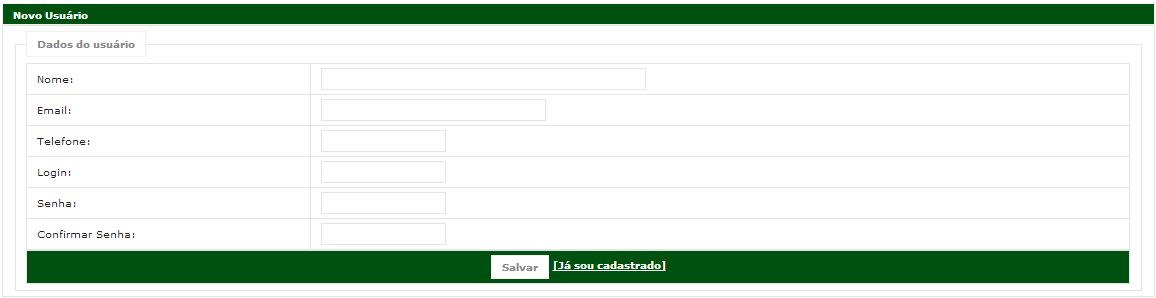 Novo Usuário
Dados do usuário
Nome:
Email:
Telefone:
Login:
Senha:
Confirmar Senha:
Salvar [Já sou cadastrado]